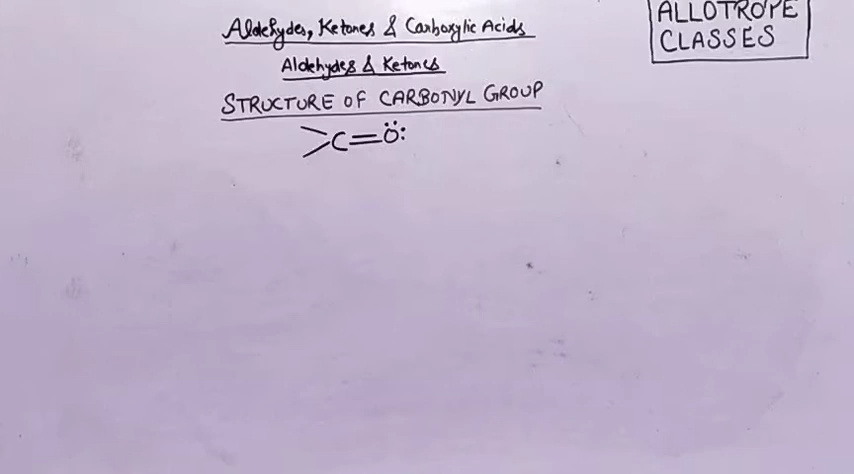 Aldehydes, Ketones & Carboxylic Acids
Aldehydes & Ketones
STRUCTURE OF CARBONYL GROUP
>C=Ö:
ALLOTROPE
CLASSES